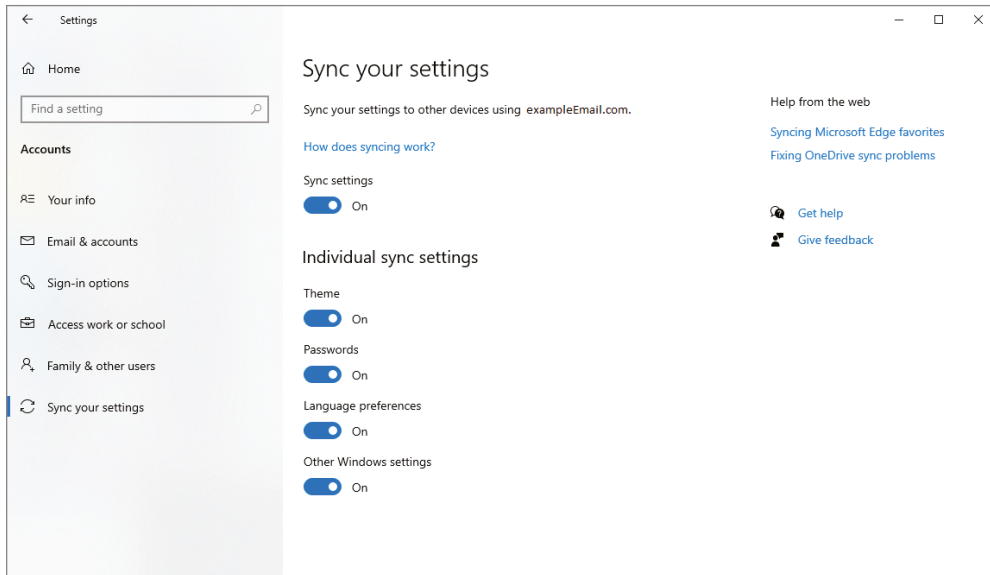 Settings
Home
Find a setting
Accounts
Your info
Email & accounts
Sign-in options
Access work or school
Family & other users
Sync your settings
Sync your settings
Sync your settings to other devices using exampleEmail.com.
How does syncing work?
Sync settings
On
Individual sync settings
Theme
On
Passwords
On
Language preferences
On
Other Windows settings
On
Help from the web
Syncing Microsoft Edge favorites
Fixing OneDrive sync problems
Get help
Give feedback